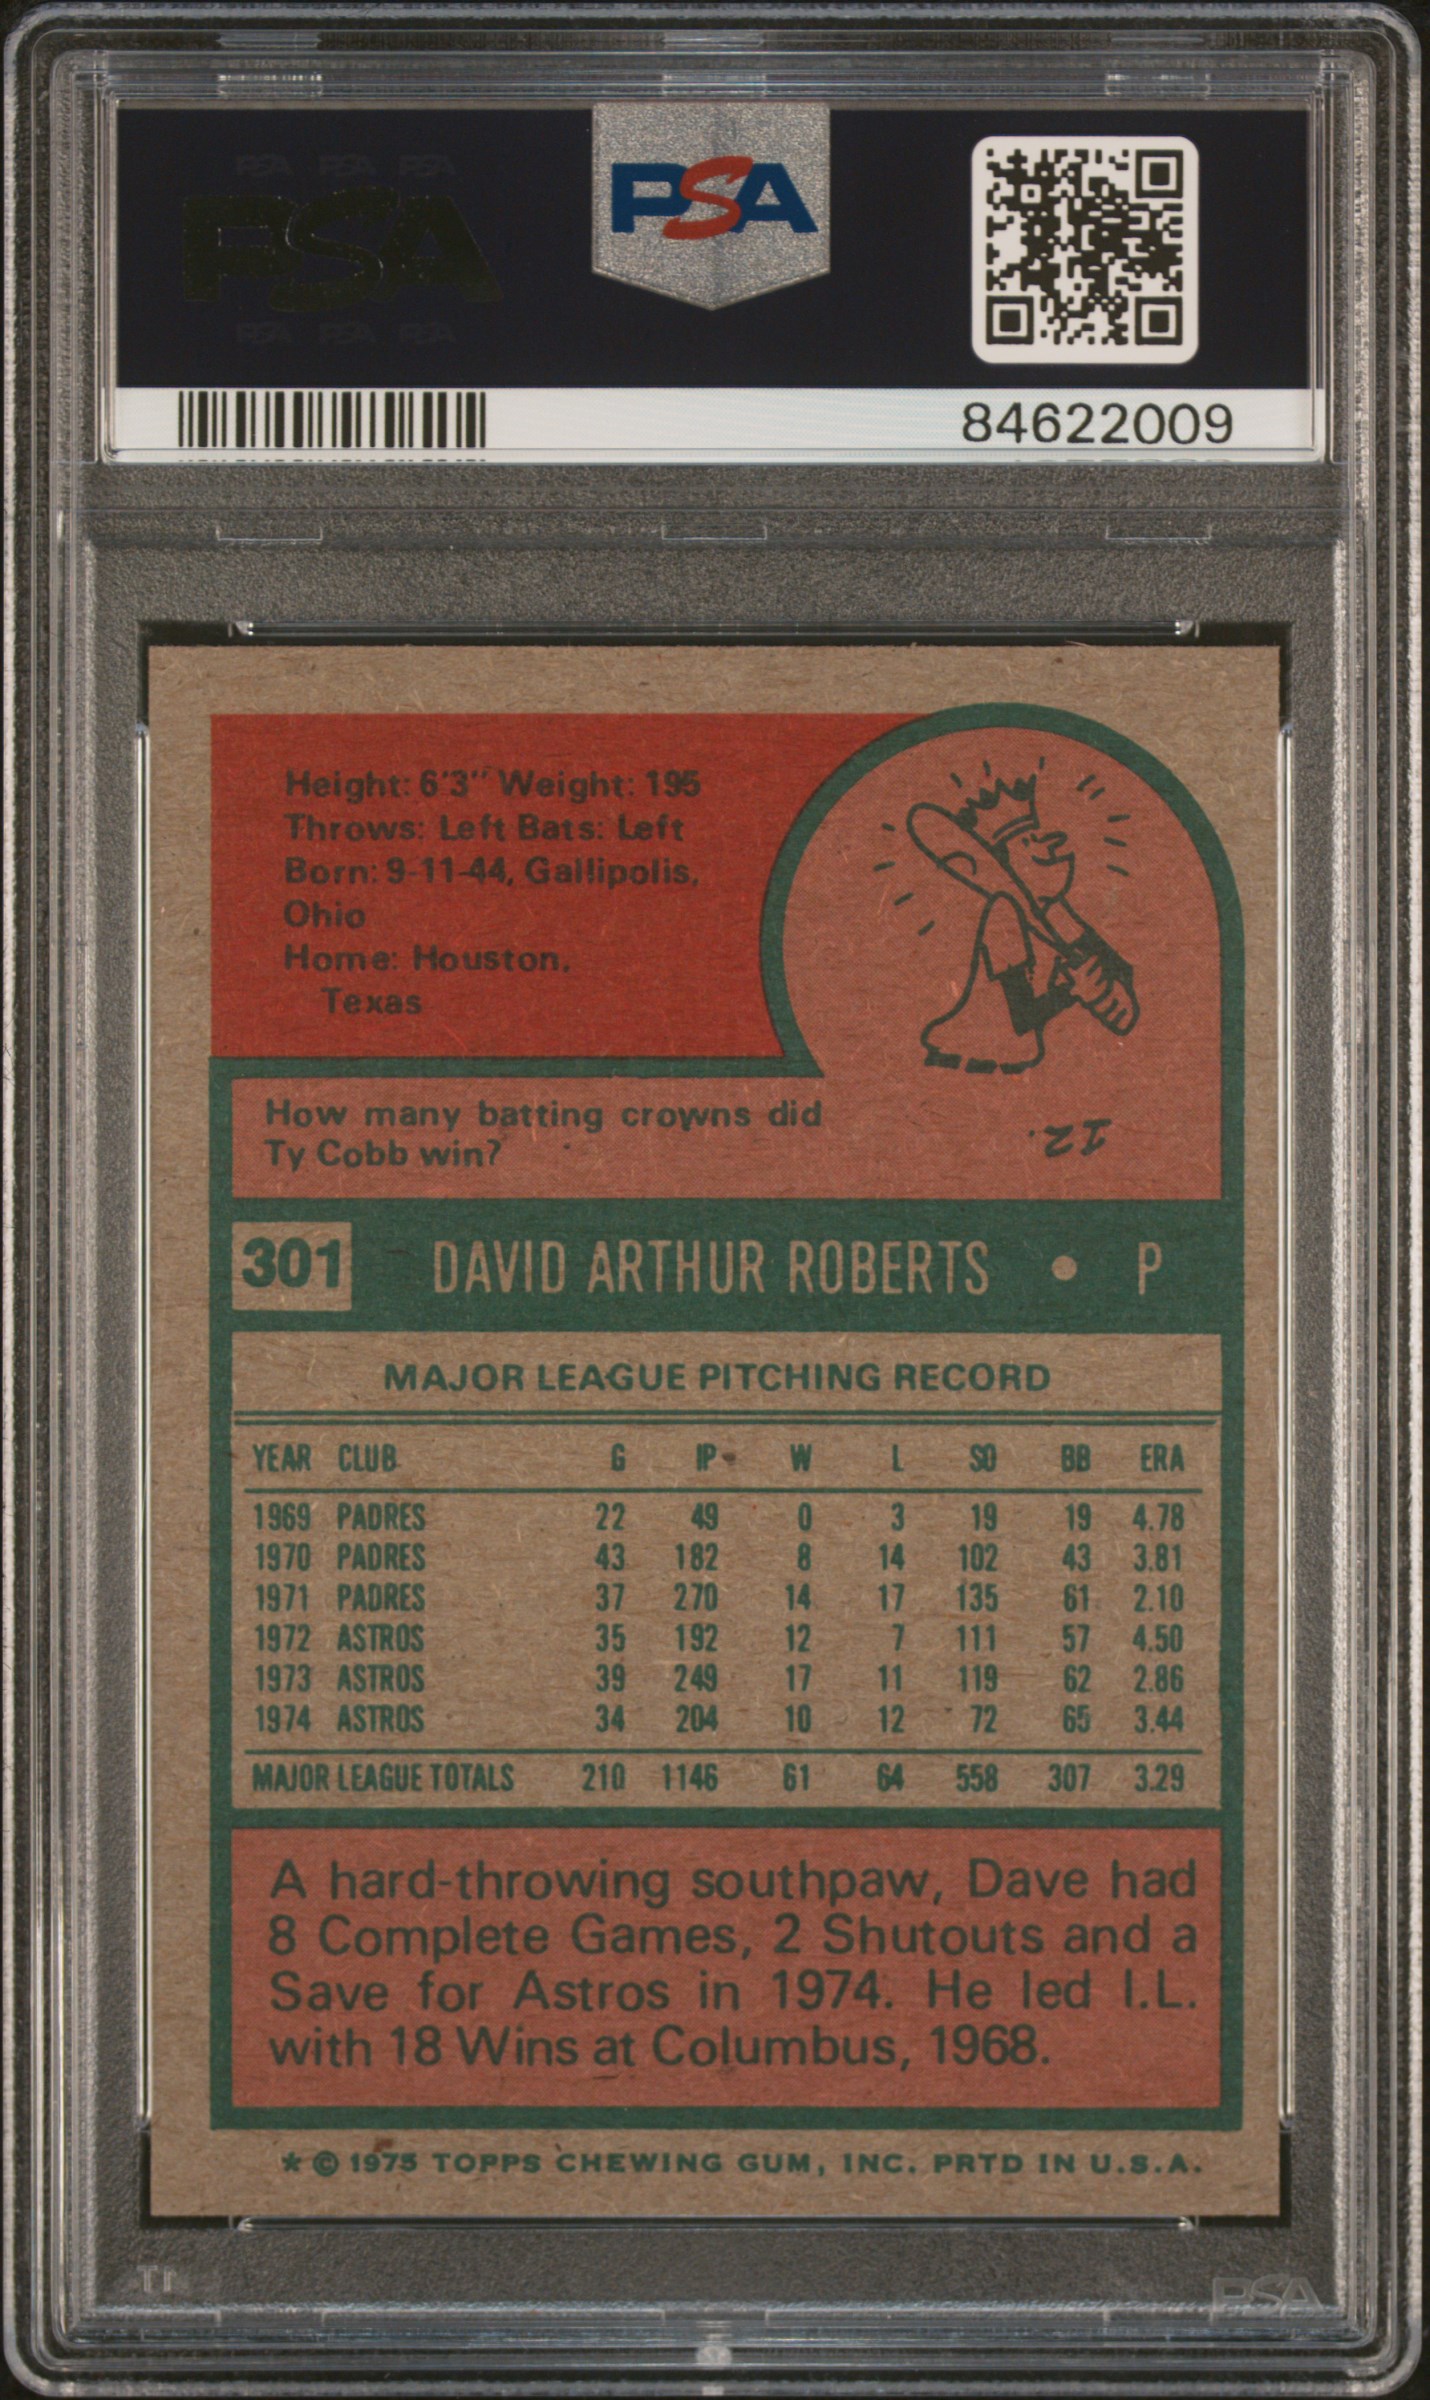 PSA PSA PSA
PSA
PSA PSA PSA
PSA
84622009
Height: 6'3" Weight: 195
Throws: Left Bats: Left
Born: 9-11-44, Gallipolis,
Ohio
Home: Houston,
Texas
How many batting crowns did
Ty Cobb win?
12.
301 DAVID ARTHUR ROBERTS • P
MAJOR LEAGUE PITCHING RECORD
YEAR CLUB G IP W L SO BB ERA
1969 PADRES 22 49 0 3 19 19 4.78
1970 PADRES 43 182 8 14 102 43 3.81
1971 PADRES 37 270 14 17 135 61 2.10
1972 ASTROS 35 192 12 7 111 57 4.50
1973 ASTROS 39 249 17 11 119 62 2.86
1974 ASTROS 34 204 10 12 72 65 3.44
MAJOR LEAGUE TOTALS 210 1146 61 64 558 307 3.29
A hard-throwing southpaw, Dave had
8 Complete Games, 2 Shutouts and a
Save for Astros in 1974. He led I.L.
with 18 Wins at Columbus, 1968.
* © 1975 TOPPS CHEWING GUM, INC. PRTD IN U.S.A.
PSA